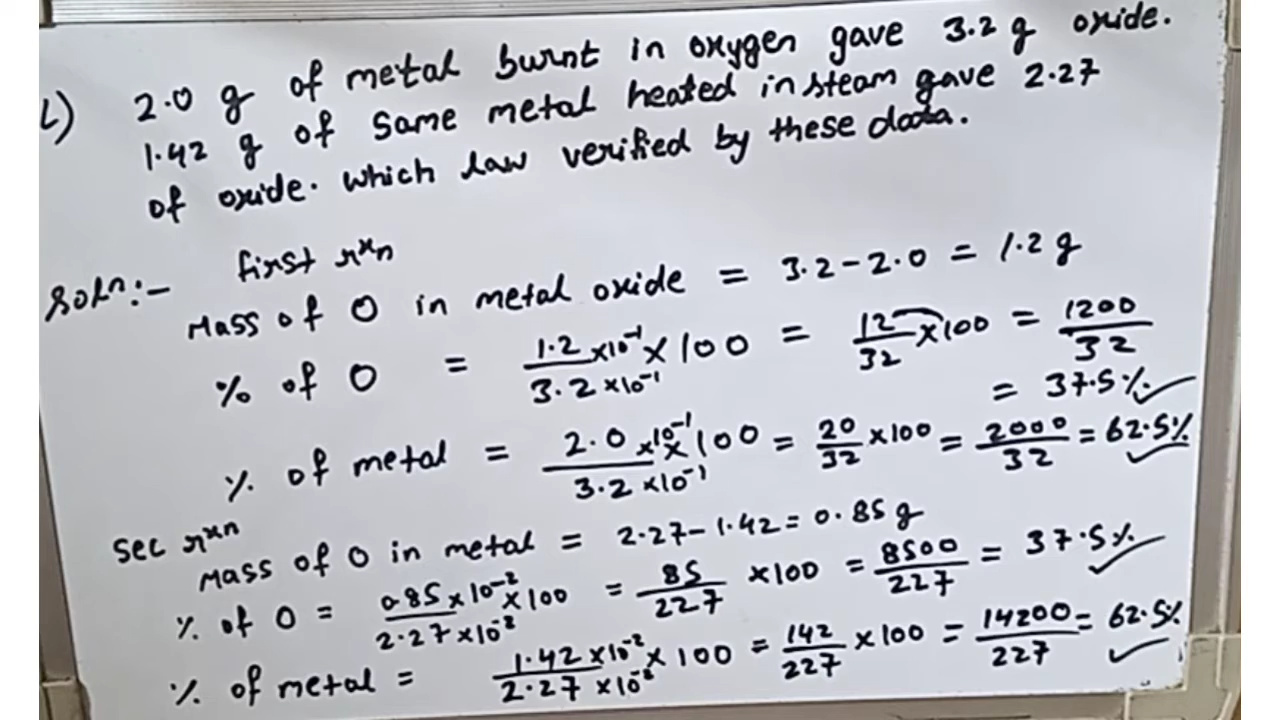 L) 2.0 g of metal burnt in oxygen gave 3.2 g oxide.
1.42 g of same metal heated in steam gave 2.27
of oxide. which law verified by these data.
Soln:- first rxn
Mass of O in metal oxide = 3.2 - 2.0 = 1.2 g
% of O = 1.2 ×10⁻¹ / 3.2 ×10⁻¹ × 100 = 12/32 × 100 = 1200/32
= 37.5% ✓
% of metal = 2.0 ×10⁻¹ / 3.2 ×10⁻¹ × 100 = 20/32 × 100 = 2000/32 = 62.5% ✓
Sec rxn
Mass of O in metal = 2.27 - 1.42 = 0.85 g
% of O = 0.85 × 10⁻² / 2.27 × 10⁻² × 100 = 85/227 × 100 = 8500/227 = 37.5% ✓
% of metal = 1.42 × 10⁻² / 2.27 × 10⁻² × 100 = 142/227 × 100 = 14200/227 = 62.5% ✓